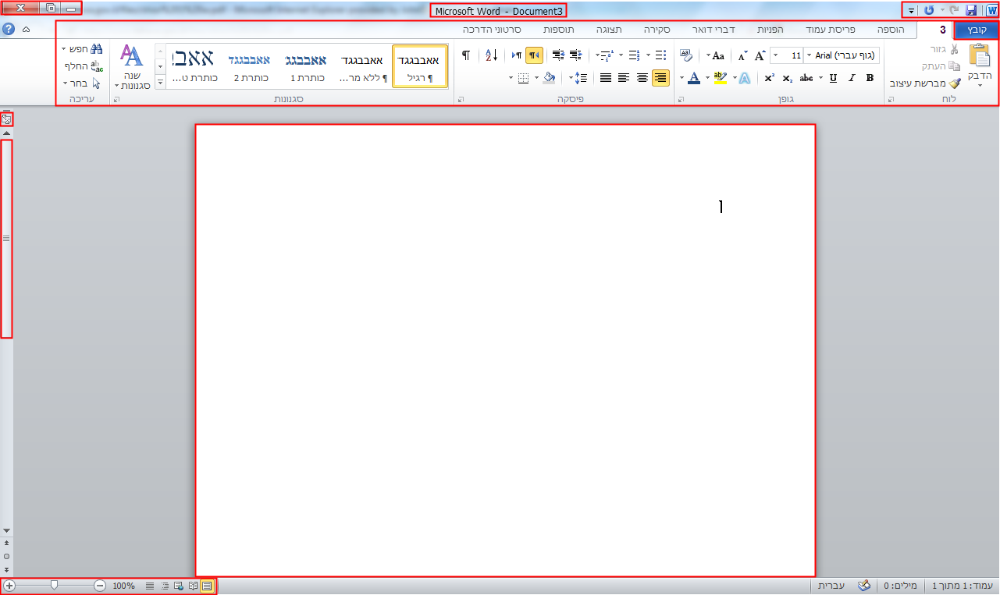 Microsoft Word - Document3
קובץ
3
הוספה
פריסת עמוד
הפניות
דברי דואר
סקירה
תצוגה
תוספות
סרטוני הדרכה
הדבק
גזור
העתק
מברשת עיצוב
לוח
Arial (גוף עברי)
11
גופן
פיסקה
אאבבגגד
¶ רגיל
אאבבגגד
¶ ללא מר...
אאבבגג
כותרת 1
אאבבגגד
כותרת 2
אאב
כותרת ט...
שנה
סגנונות
סגנונות
חפש
החלף
בחר
עריכה
עמוד: 1 מתוך 1
מילים: 0
עברית
100%